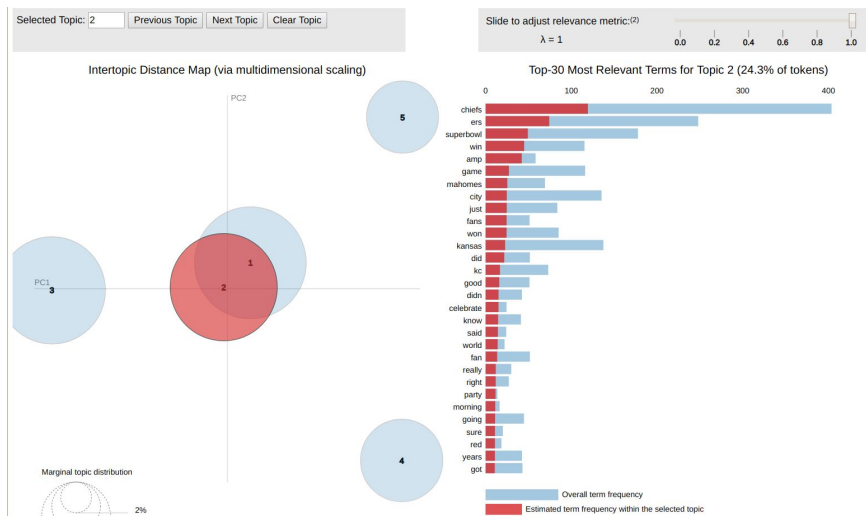 Selected Topic: 2 Previous Topic Next Topic Clear Topic
Slide to adjust relevance metric:(2)
λ = 1
0.0 0.2 0.4 0.6 0.8 1.0
Intertopic Distance Map (via multidimensional scaling)
PC2
PC1
5
1
2
3
4
Marginal topic distribution
2%
Top-30 Most Relevant Terms for Topic 2 (24.3% of tokens)
0 100 200 300 400
chiefs
ers
superbowl
win
amp
game
mahomes
city
just
fans
won
kansas
did
kc
good
didn
celebrate
know
said
world
fan
really
right
party
morning
going
sure
red
years
got
Overall term frequency
Estimated term frequency within the selected topic